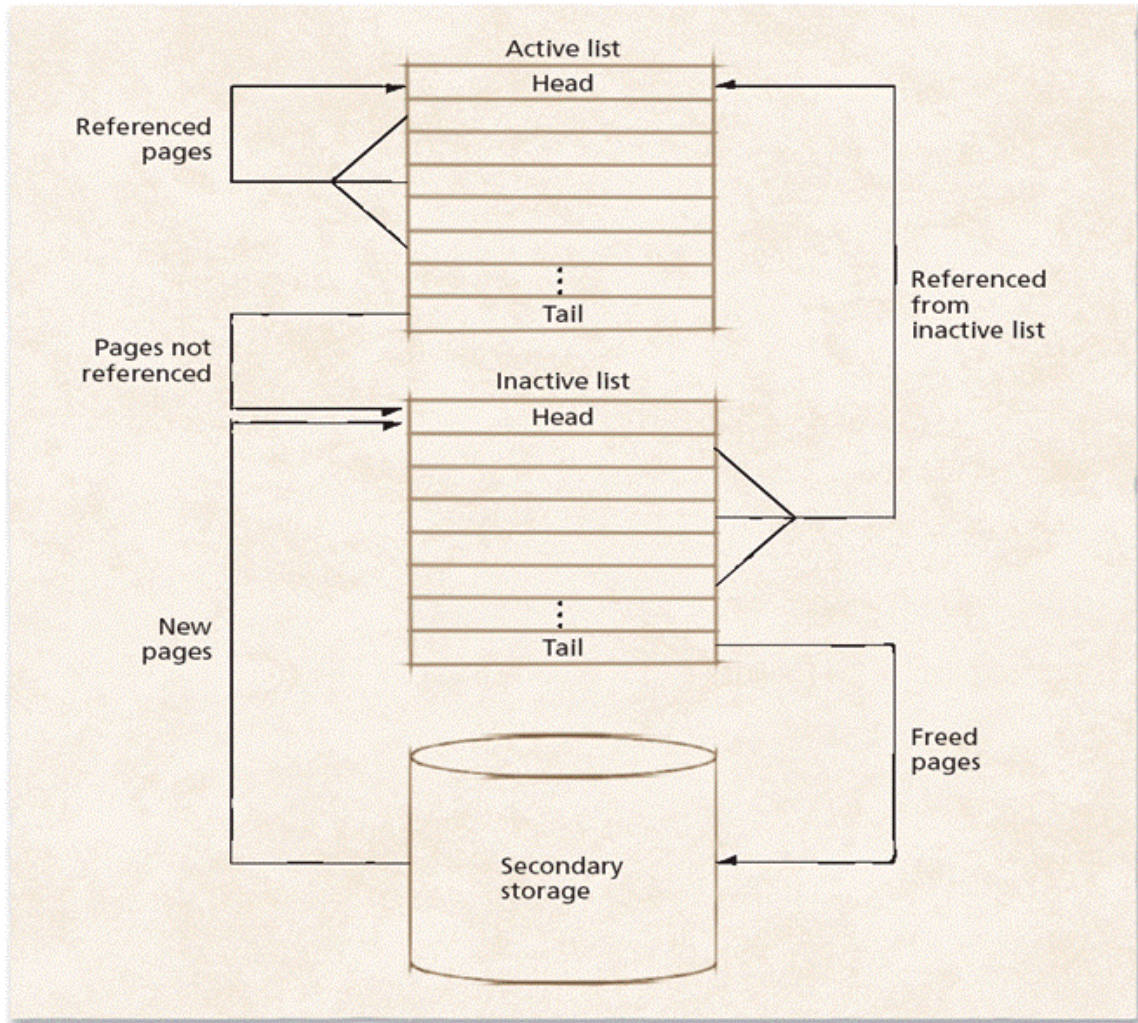 Active list
Head
Referenced
pages
Referenced
from
inactive list
Tail
Pages not
referenced
Inactive list
Head
New
pages
Tail
Freed
pages
Secondary
storage